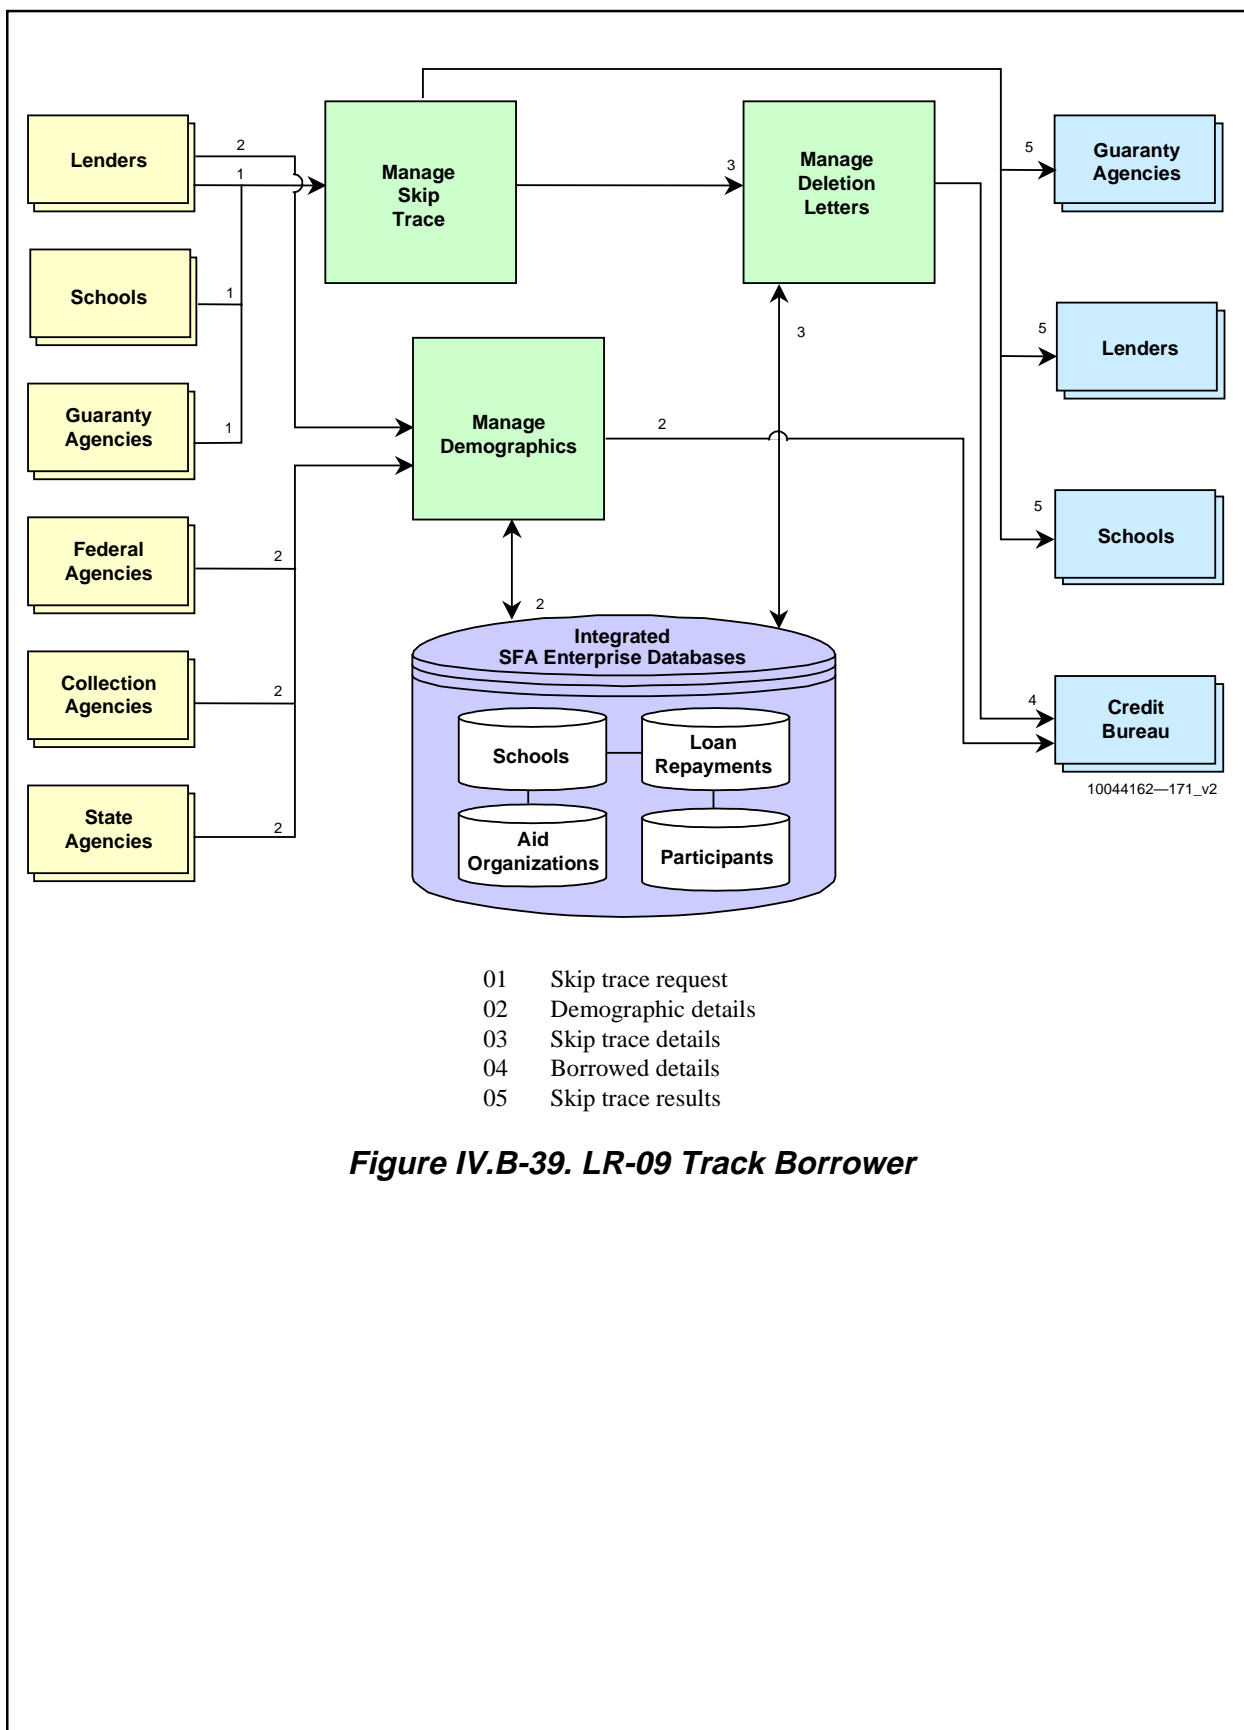 Lenders
2
1
Schools
1
Guaranty
Agencies
1
Federal
Agencies
2
Collection
Agencies
2
State
Agencies
2
Manage
Skip
Trace
3
Manage
Deletion
Letters
3
Manage
Demographics
2
2
Integrated
SFA Enterprise Databases
Schools
Loan
Repayments
Aid
Organizations
Participants
5
Guaranty
Agencies
5
Lenders
5
Schools
4
Credit
Bureau
10044162—171_v2
01 Skip trace request
02 Demographic details
03 Skip trace details
04 Borrowed details
05 Skip trace results
Figure IV.B-39. LR-09 Track Borrower